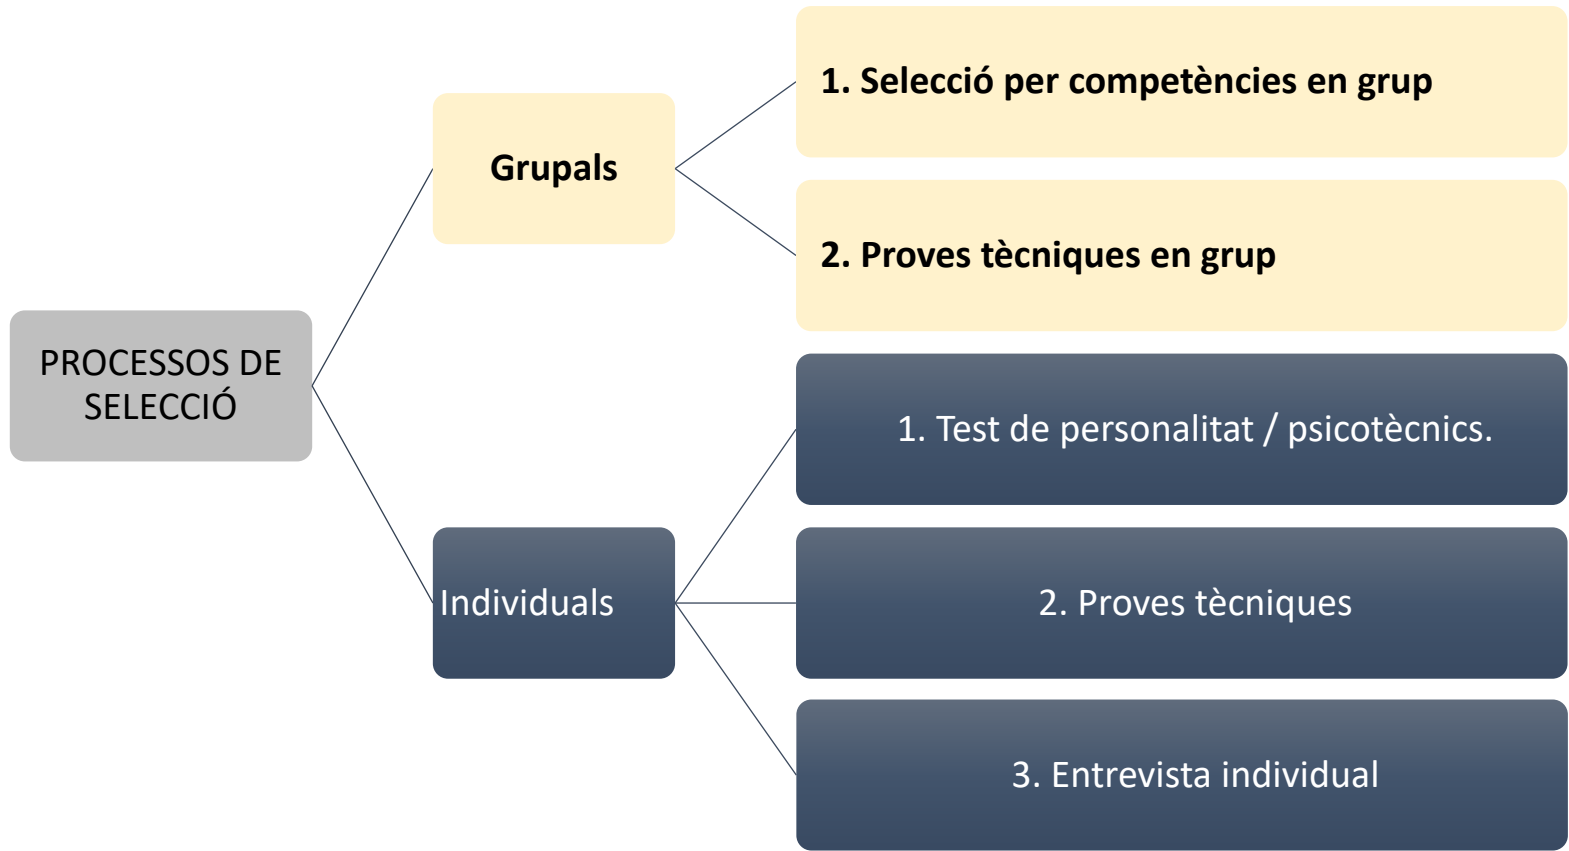 PROCESSOS DE
SELECCIÓ
Grupals
1. Selecció per competències en grup
2. Proves tècniques en grup
Individuals
1. Test de personalitat / psicotècnics.
2. Proves tècniques
3. Entrevista individual